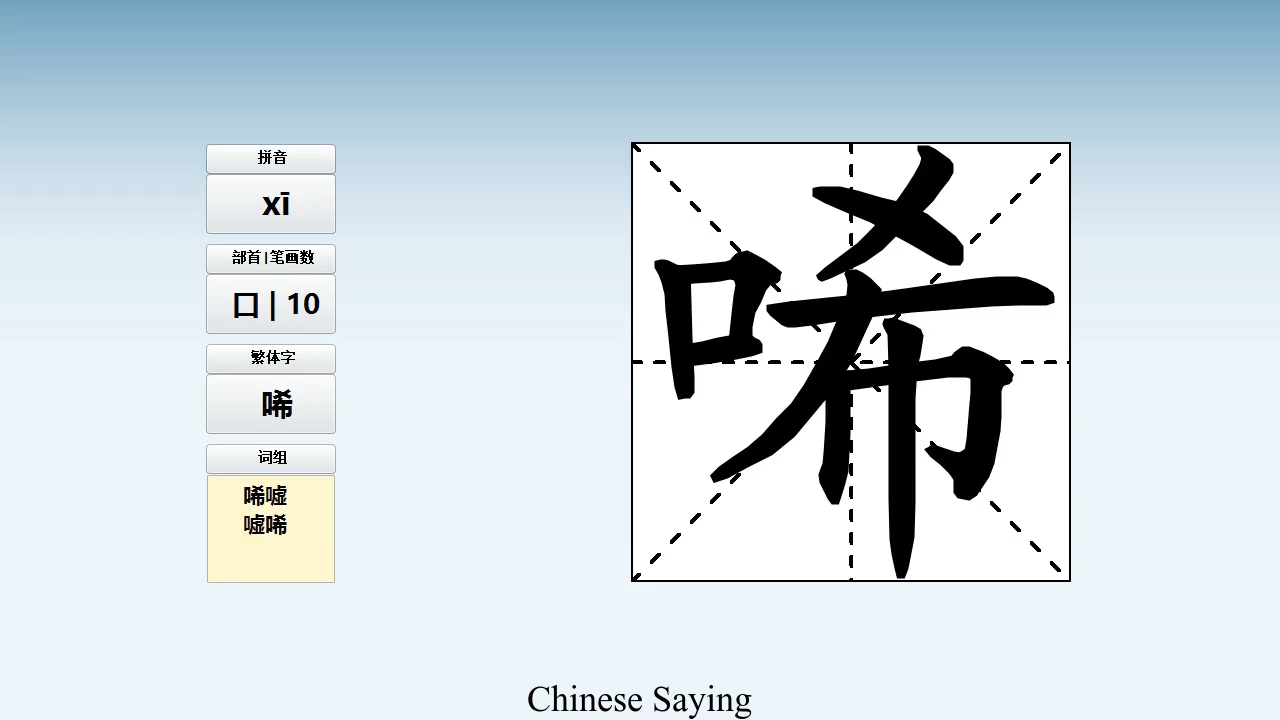 拼音
xī
部首|笔画数
口 | 10
繁体字
唏
词组
唏嘘
嘘唏
唏
Chinese Saying